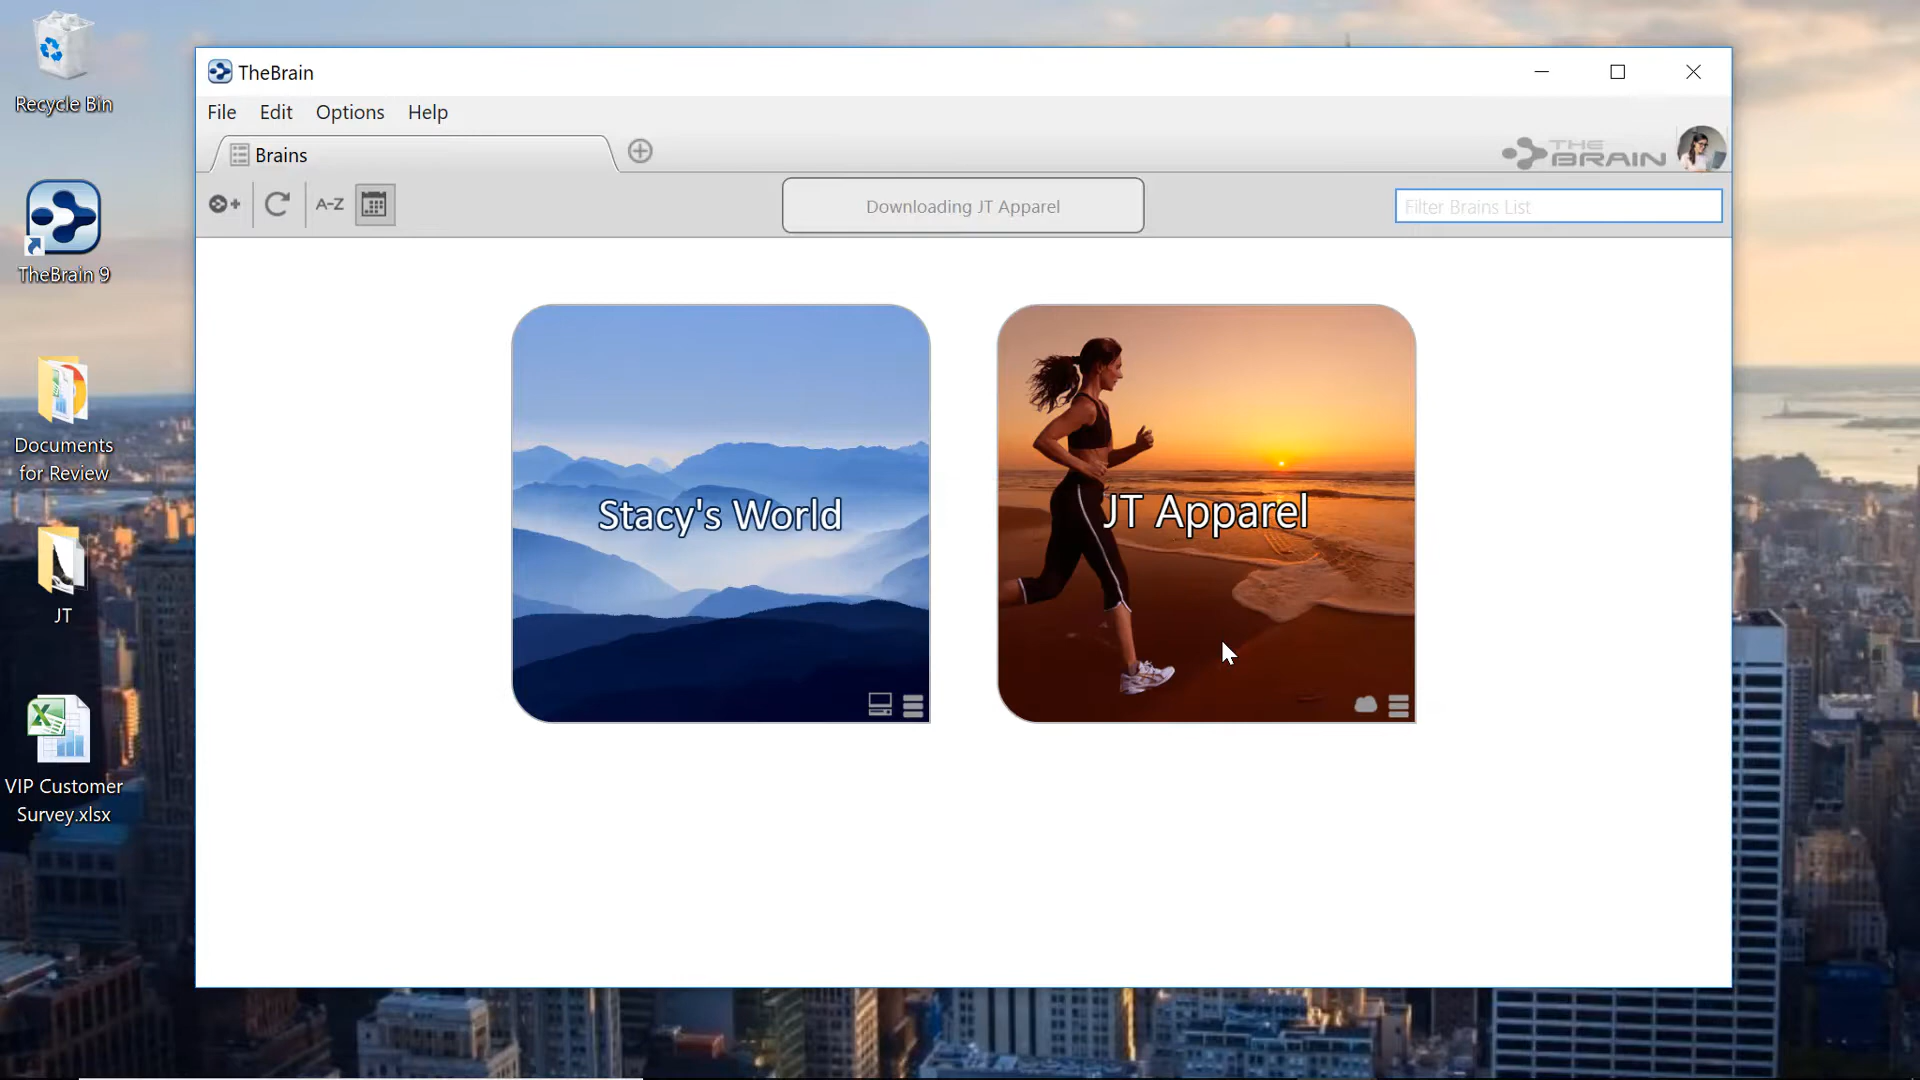 Recycle Bin
TheBrain 9
Documents
for Review
JT
VIP Customer
Survey.xlsx
TheBrain
File Edit Options Help
Brains
THE
BRAIN
A-Z
Downloading JT Apparel
Filter Brains List
Stacy's World
JT Apparel